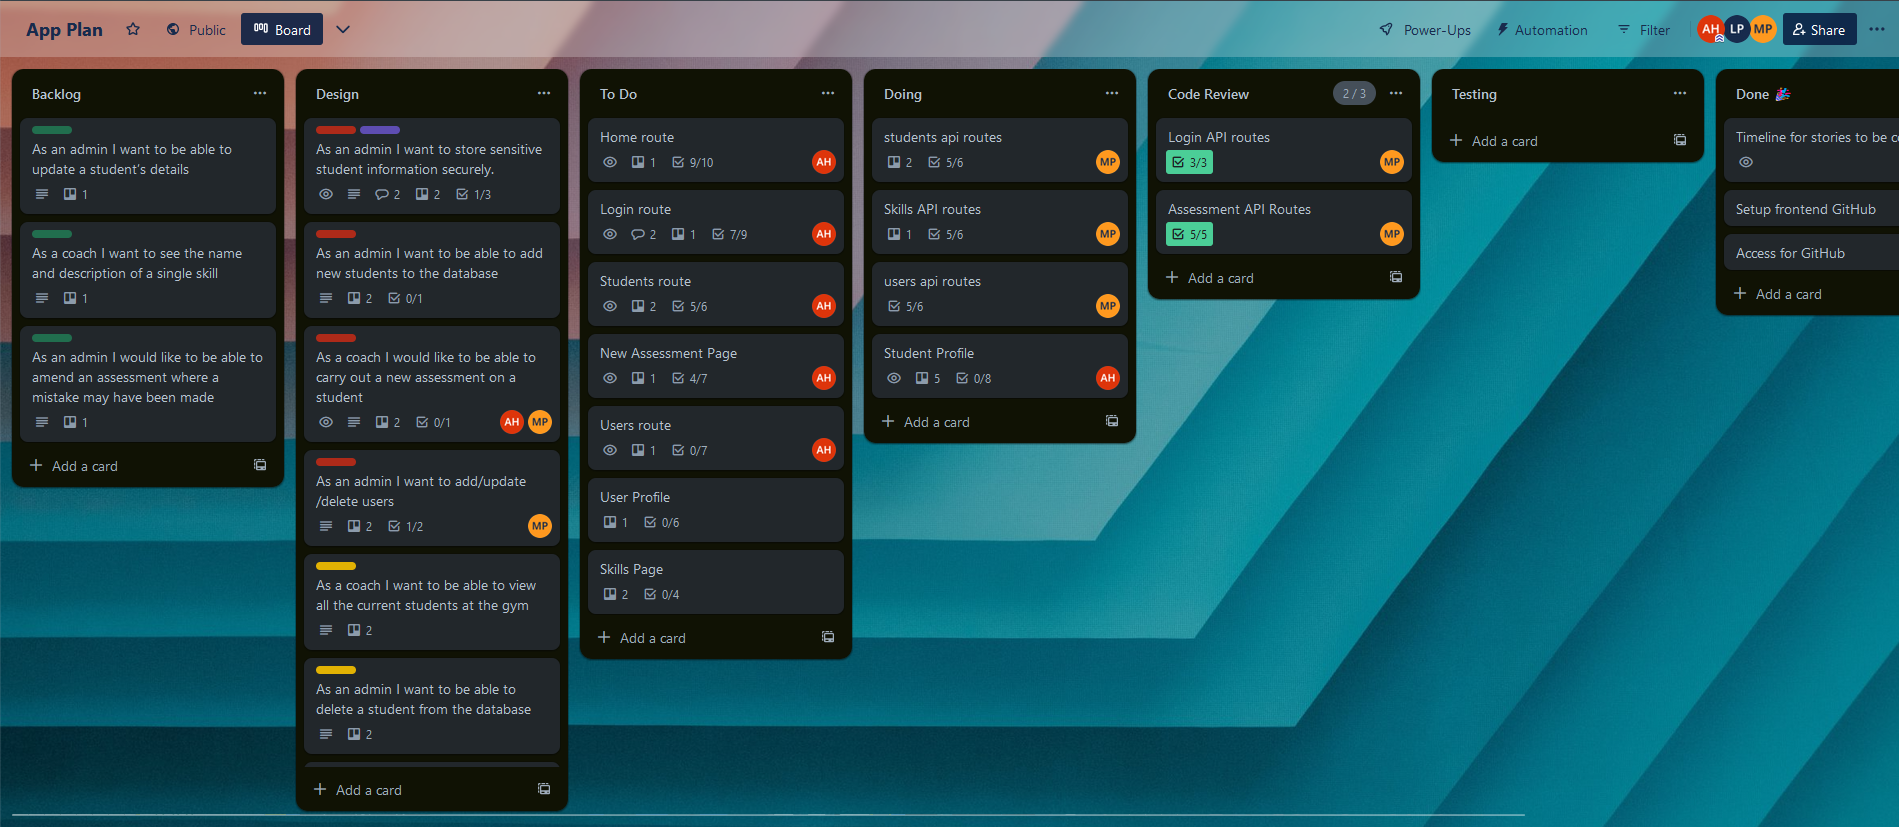 App Plan
Public
Board
Power-Ups
Automation
Filter
AH
LP
MP
Share
Backlog
As an admin I want to be able to
update a student's details
1
As a coach I want to see the name
and description of a single skill
1
As an admin I would like to be able to
amend an assessment where a
mistake may have been made
1
Add a card
Design
As an admin I want to store sensitive
student information securely.
2 2 1/3
As an admin I want to be able to add
new students to the database
2 0/1
As a coach I would like to be able to
carry out a new assessment on a
student
2 0/1 AH MP
As an admin I want to add/update
/delete users
2 1/2 MP
As a coach I want to be able to view
all the current students at the gym
2
As an admin I want to be able to
delete a student from the database
2
Add a card
To Do
Home route
1 9/10 AH
Login route
2 1 7/9 AH
Students route
2 5/6 AH
New Assessment Page
1 4/7 AH
Users route
1 0/7 AH
User Profile
1 0/6
Skills Page
2 0/4
Add a card
Doing
students api routes
2 5/6 MP
Skills API routes
1 5/6 MP
users api routes
5/6 MP
Student Profile
5 0/8 AH
Add a card
Code Review 2 / 3
Login API routes
3/3 MP
Assessment API Routes
5/5 MP
Add a card
Testing
Add a card
Done 🎉
Timeline for stories to be
Setup frontend GitHub
Access for GitHub
Add a card